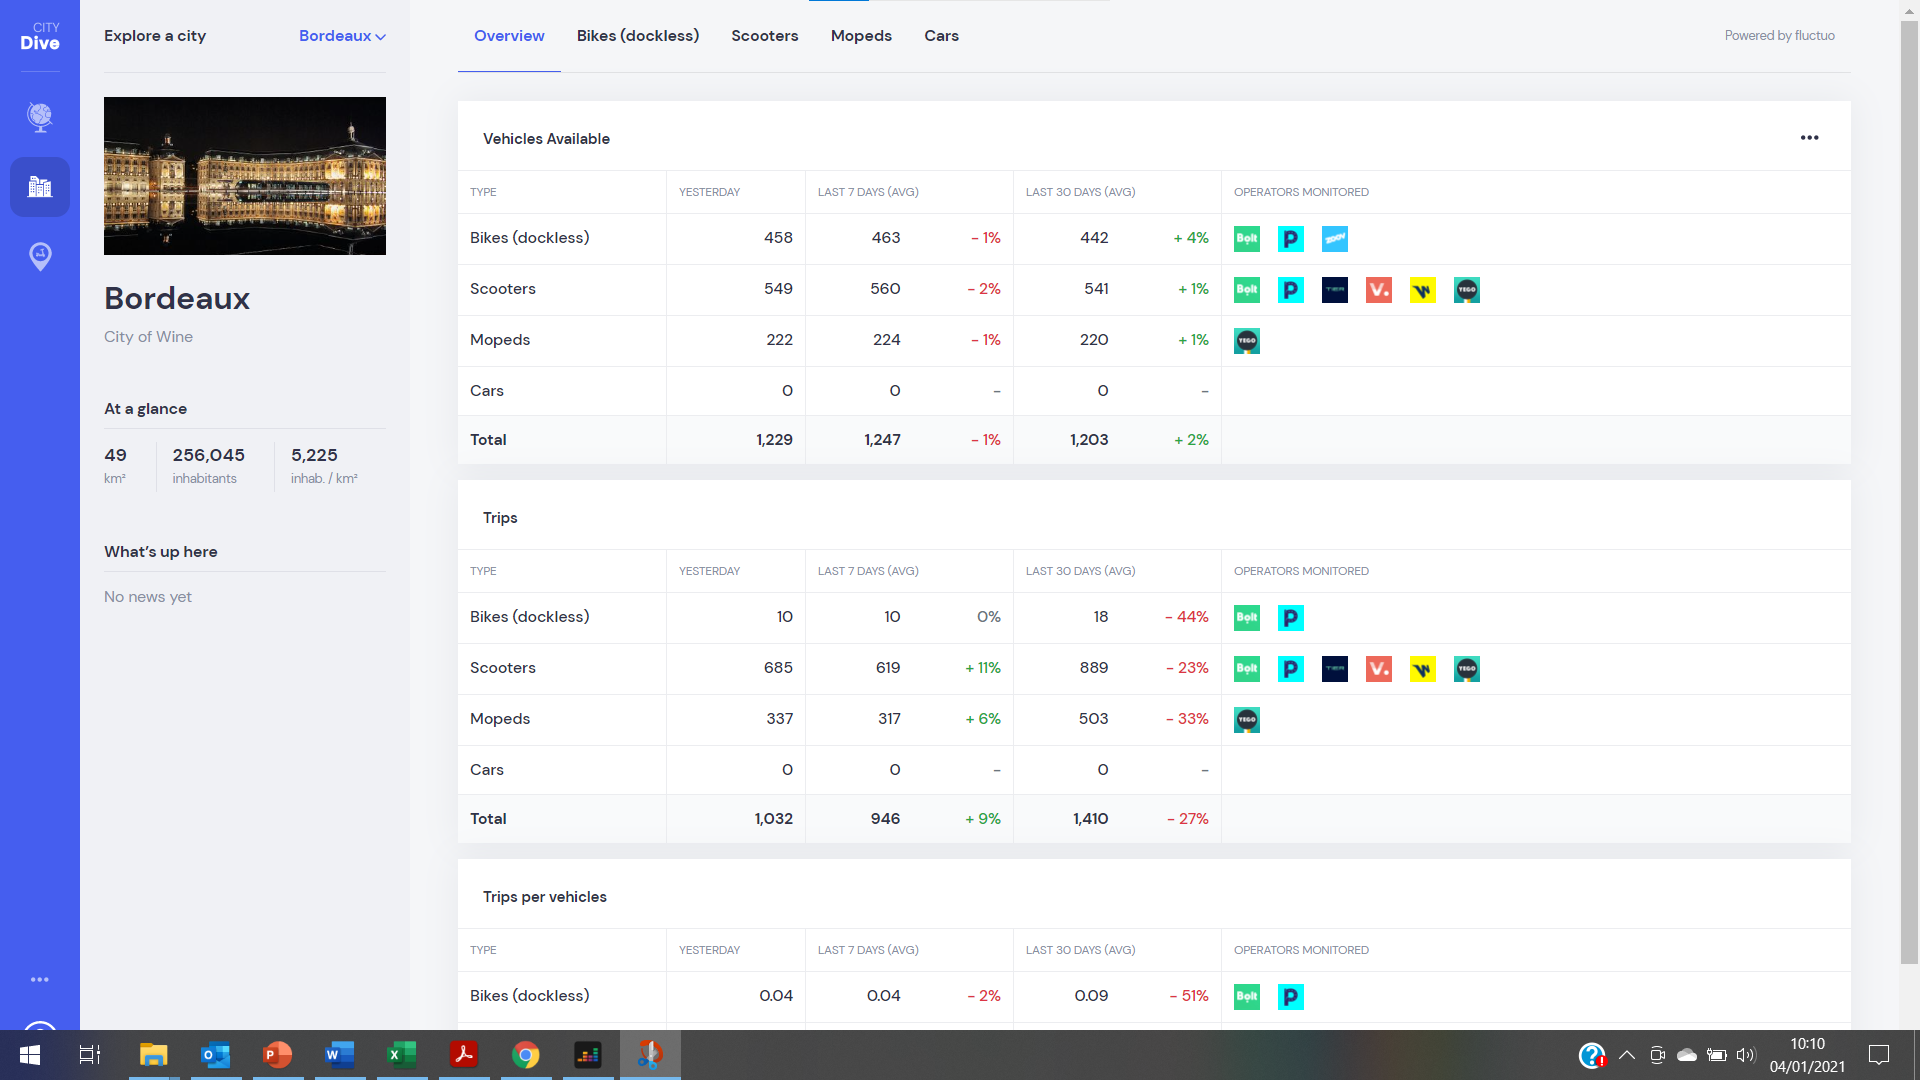 CITY
Dive
Explore a city
Bordeaux
Bordeaux
City of Wine
At a glance
49 256,045 5,225
km² inhabitants inhab. / km²
What's up here
No news yet
Overview Bikes (dockless) Scooters Mopeds Cars
Powered by fluctuo
Vehicles Available
TYPE YESTERDAY LAST 7 DAYS (AVG) LAST 30 DAYS (AVG) OPERATORS MONITORED
Bikes (dockless) 458 463 - 1% 442 + 4% Bolt P ZOOV
Scooters 549 560 - 2% 541 + 1% Bolt P TIER V. W YEGO
Mopeds 222 224 - 1% 220 + 1% YEGO
Cars 0 0 - 0 -
Total 1,229 1,247 - 1% 1,203 + 2%
Trips
TYPE YESTERDAY LAST 7 DAYS (AVG) LAST 30 DAYS (AVG) OPERATORS MONITORED
Bikes (dockless) 10 10 0% 18 - 44% Bolt P
Scooters 685 619 + 11% 889 - 23% Bolt P TIER V. W YEGO
Mopeds 337 317 + 6% 503 - 33% YEGO
Cars 0 0 - 0 -
Total 1,032 946 + 9% 1,410 - 27%
Trips per vehicles
TYPE YESTERDAY LAST 7 DAYS (AVG) LAST 30 DAYS (AVG) OPERATORS MONITORED
Bikes (dockless) 0.04 0.04 - 2% 0.09 - 51% Bolt P
10:10
04/01/2021